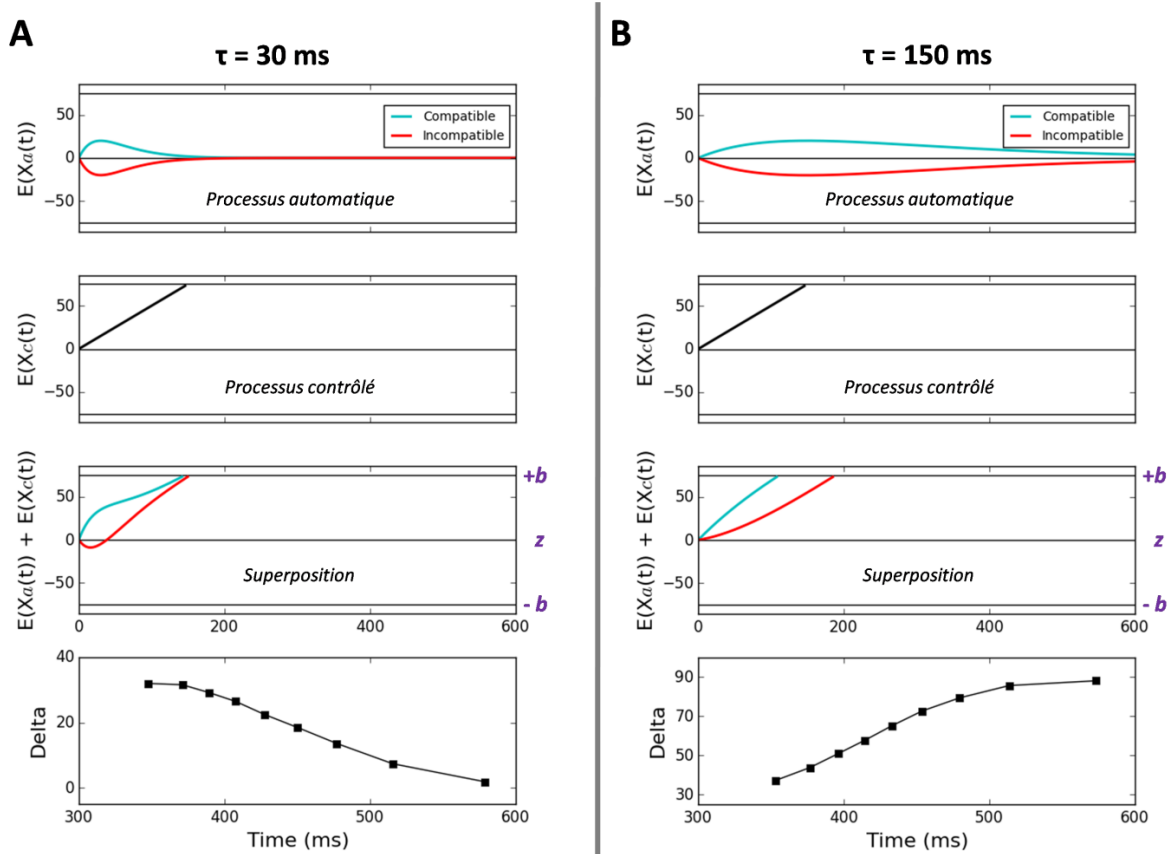 A
τ = 30 ms
E(Xa(t))
50
0
−50
Compatible
Incompatible
Processus automatique
E(Xc(t))
50
0
−50
Processus contrôlé
E(Xa(t)) + E(Xc(t))
50
0
−50
+b
z
- b
Superposition
0 200 400 600
Delta
40
20
0
300 400 500 600
Time (ms)
B
τ = 150 ms
E(Xa(t))
50
0
−50
Compatible
Incompatible
Processus automatique
E(Xc(t))
50
0
−50
Processus contrôlé
E(Xa(t)) + E(Xc(t))
50
0
−50
+b
z
- b
Superposition
0 200 400 600
Delta
90
70
50
30
300 400 500 600
Time (ms)